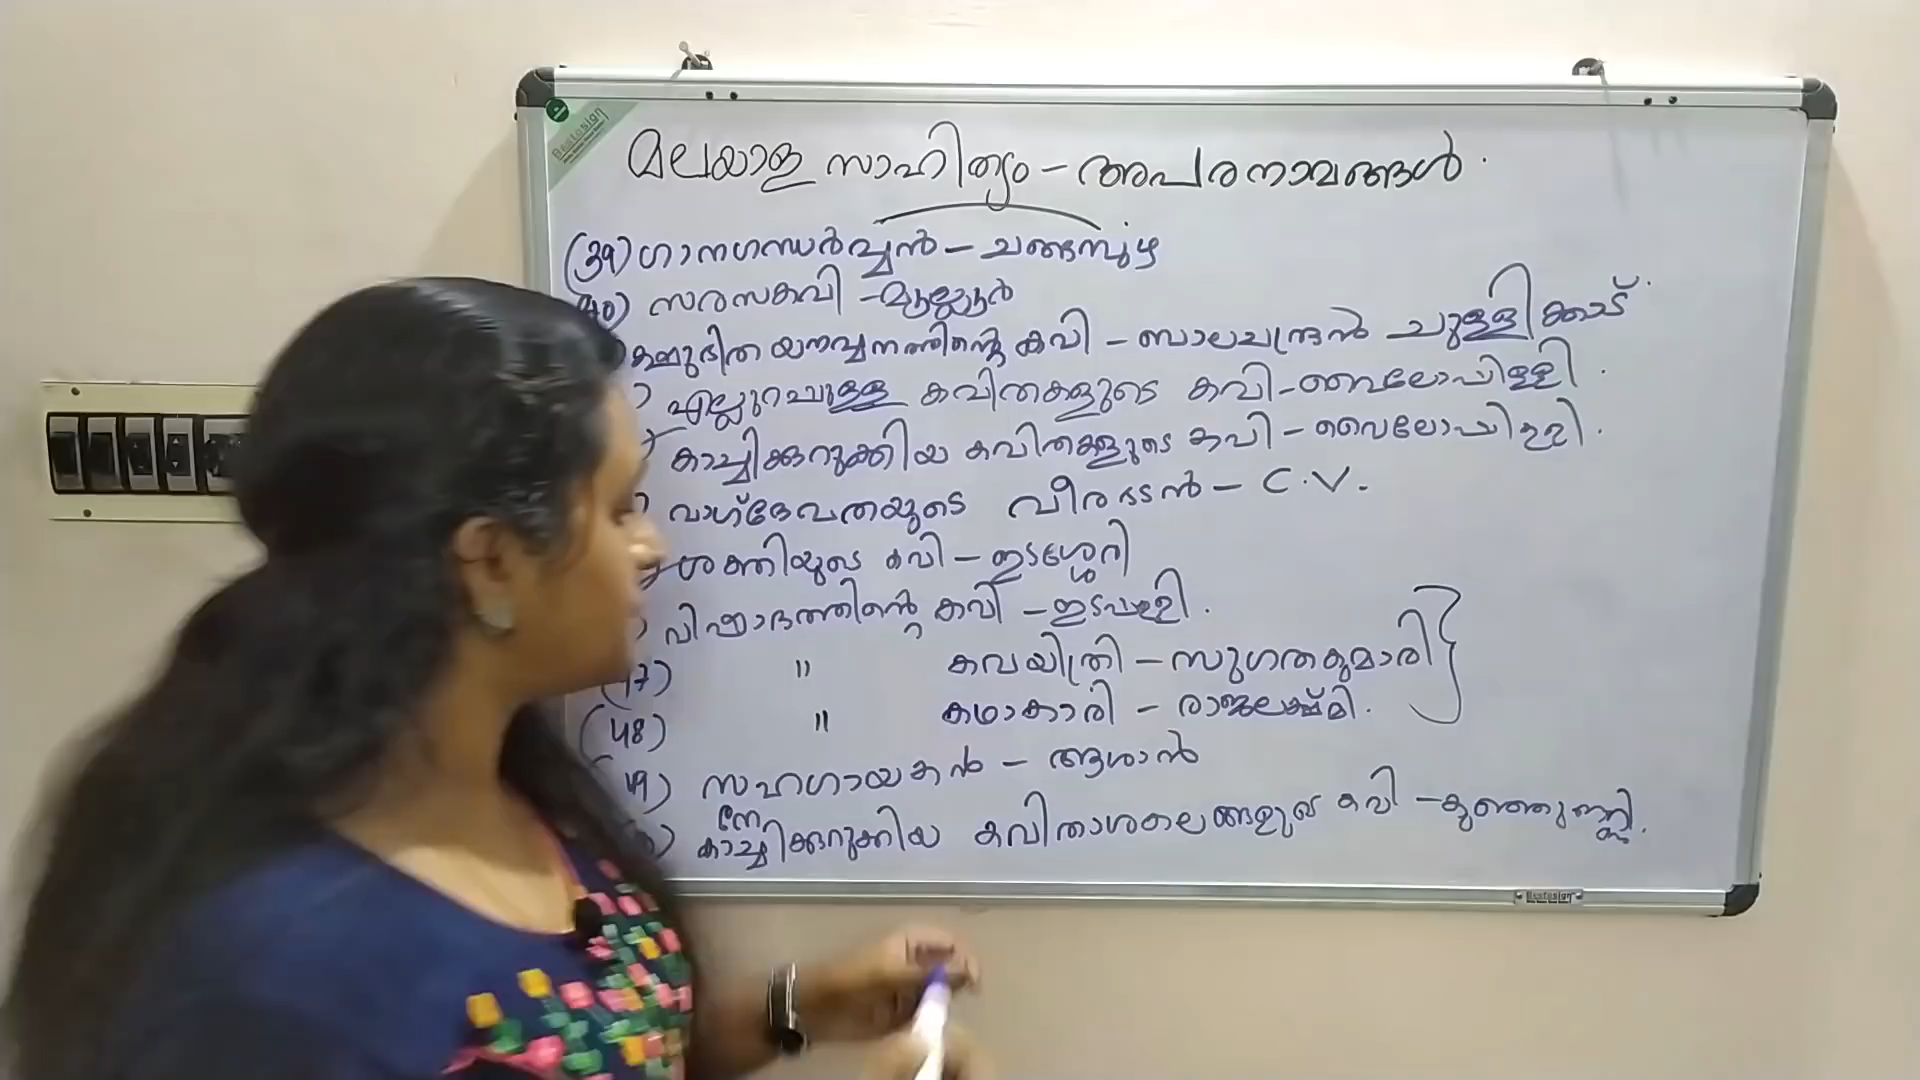 Bestosign
മലയാള സാഹിത്യം - അപരനാമങ്ങൾ.
(39) ഗാനഗന്ധർവ്വൻ - ചങ്ങമ്പുഴ
40) സരസകവി - മൂലൂർ
ക്ഷുഭിത യൗവ്വനത്തിന്റെ കവി - ബാലചന്ദ്രൻ ചുള്ളിക്കാട്.
) എല്ലുറപ്പുള്ള കവിതകളുടെ കവി - വൈലോപ്പിള്ളി.
) കാച്ചിക്കുറുക്കിയ കവിതകളുടെ കവി - വൈലോപ്പിള്ളി.
) വാഗ്ദേവതയുടെ വീരഭടൻ - C.V.
ശക്തിയുടെ കവി - ഇടശ്ശേരി
) വിഷാദത്തിന്റെ കവി - ഇടപ്പള്ളി.
(47) " കവയിത്രി - സുഗതകുമാരി
(48) " കഥാകാരി - രാജലക്ഷ്മി.
49) സഹഗായകൻ - ആശാൻ
നേ
) കാച്ചിക്കുറുക്കിയ കവിതാശകലങ്ങളുടെ കവി - കുഞ്ഞുണ്ണി.
Bestosign